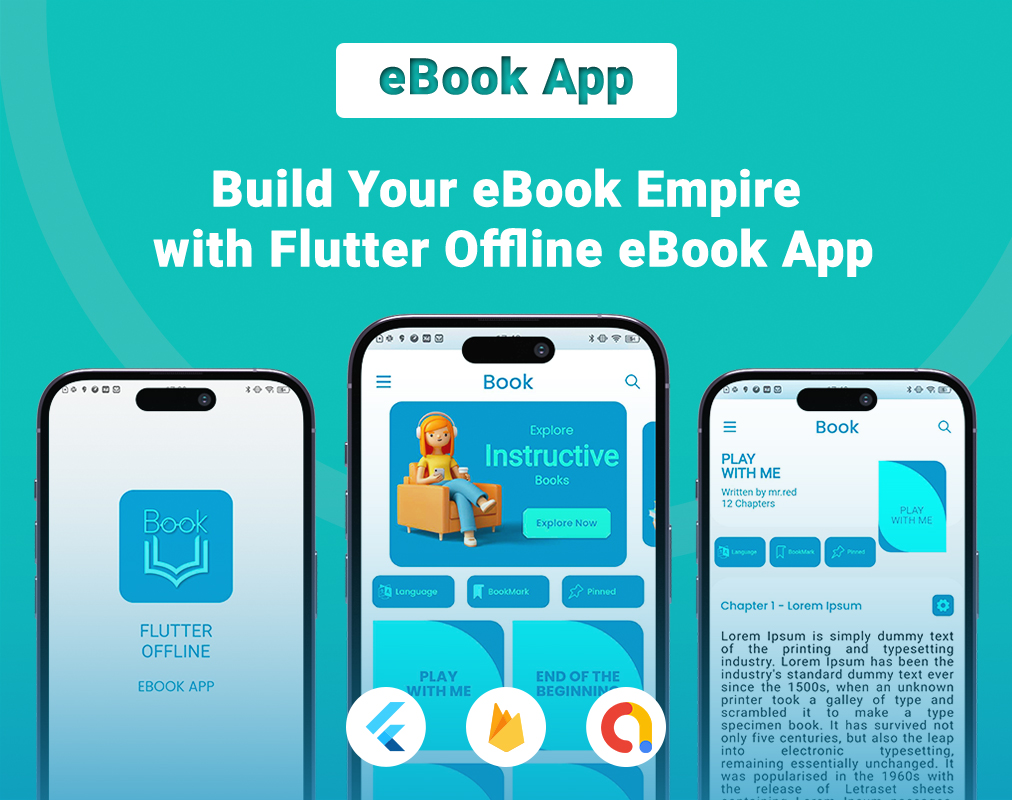 eBook App
Build Your eBook Empire
with Flutter Offline eBook App
Book
FLUTTER
OFFLINE
EBOOK APP
Book
Explore
Instructive
Books
Explore Now
Language
BookMark
Pinned
PLAY
WITH ME
END OF THE
BEGINNING
Book
PLAY
WITH ME
Written by mr.red
12 Chapters
PLAY
WITH ME
Language
BookMark
Pinned
Chapter 1 - Lorem Ipsum
Lorem Ipsum is simply dummy text
of the printing and typesetting
industry. Lorem Ipsum has been the
industry's standard dummy text ever
since the 1500s, when an unknown
printer took a galley of type and
scrambled it to make a type
specimen book. It has survived not
only five centuries, but also the leap
into electronic typesetting,
remaining essentially unchanged. It
was popularised in the 1960s with
the release of Letraset sheets